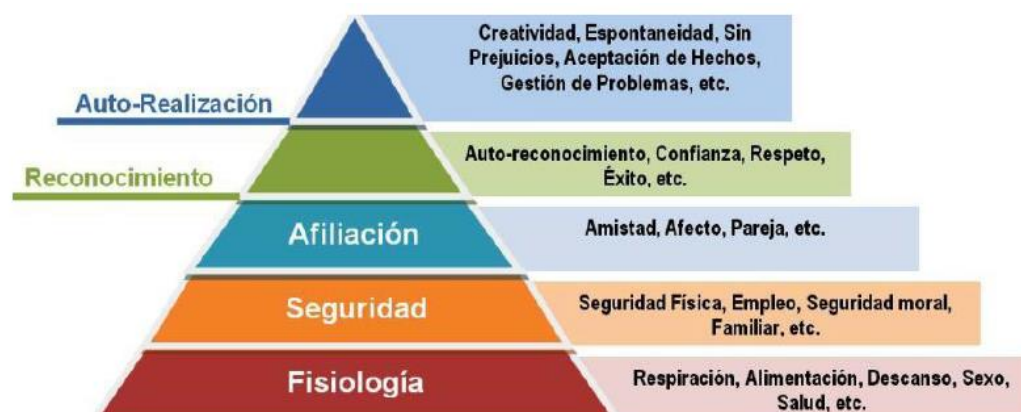 Creatividad, Espontaneidad, Sin
Prejuicios, Aceptación de Hechos,
Gestión de Problemas, etc.
Auto-Realización
Auto-reconocimiento, Confianza, Respeto,
Éxito, etc.
Reconocimiento
Afiliación
Amistad, Afecto, Pareja, etc.
Seguridad
Seguridad Física, Empleo, Seguridad moral,
Familiar, etc.
Fisiología
Respiración, Alimentación, Descanso, Sexo,
Salud, etc.